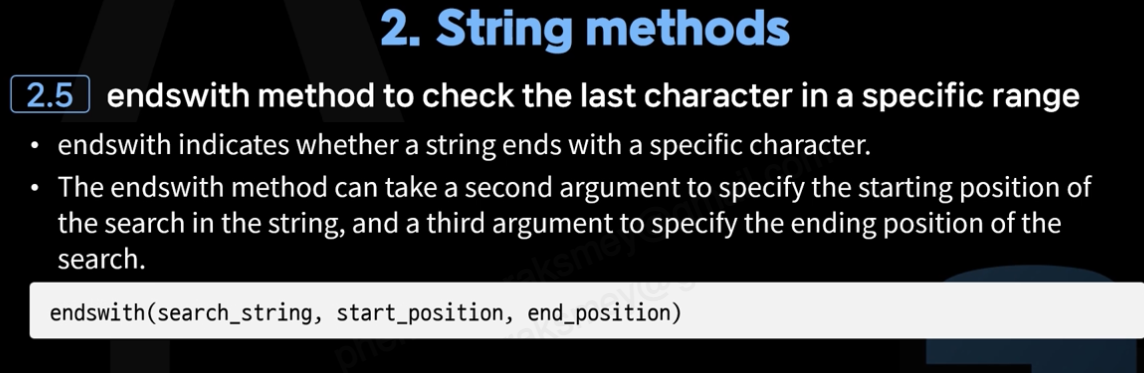 2. String methods
2.5 endswith method to check the last character in a specific range
• endswith indicates whether a string ends with a specific character.
• The endswith method can take a second argument to specify the starting position of
the search in the string, and a third argument to specify the ending position of the
search.
endswith(search_string, start_position, end_position)